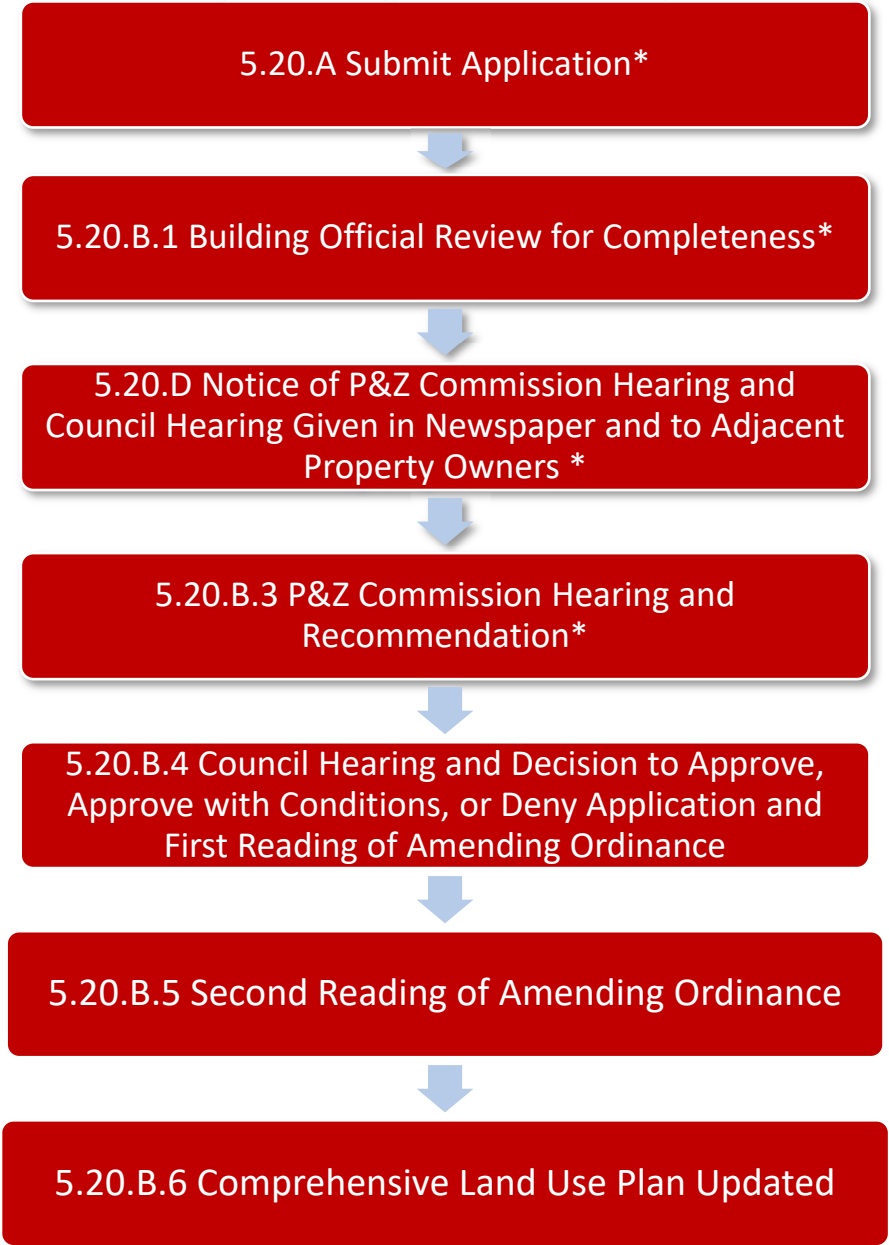 5.20.A Submit Application*
5.20.B.1 Building Official Review for Completeness*
5.20.D Notice of P&Z Commission Hearing and
Council Hearing Given in Newspaper and to Adjacent
Property Owners *
5.20.B.3 P&Z Commission Hearing and
Recommendation*
5.20.B.4 Council Hearing and Decision to Approve,
Approve with Conditions, or Deny Application and
First Reading of Amending Ordinance
5.20.B.5 Second Reading of Amending Ordinance
5.20.B.6 Comprehensive Land Use Plan Updated